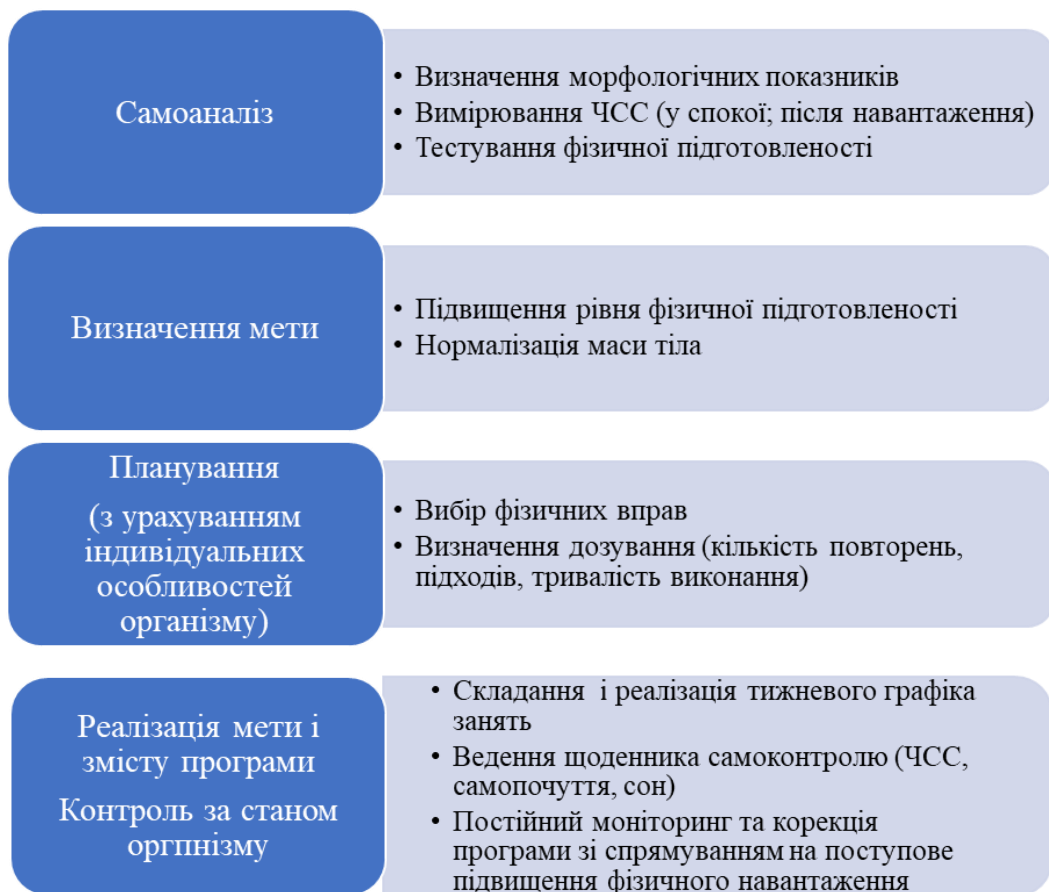 Самоаналіз
• Визначення морфологічних показників
• Вимірювання ЧСС (у спокої; після навантаження)
• Тестування фізичної підготовленості
Визначення мети
• Підвищення рівня фізичної підготовленості
• Нормалізація маси тіла
Планування
(з урахуванням
індивідуальних
особливостей
організму)
• Вибір фізичних вправ
• Визначення дозування (кількість повторень,
підходів, тривалість виконання)
Реалізація мети і
змісту програми
Контроль за станом
оргпнізму
• Складання і реалізація тижневого графіка
занять
• Ведення щоденника самоконтролю (ЧСС,
самопочуття, сон)
• Постійний моніторинг та корекція
програми зі спрямуванням на поступове
підвищення фізичного навантаження